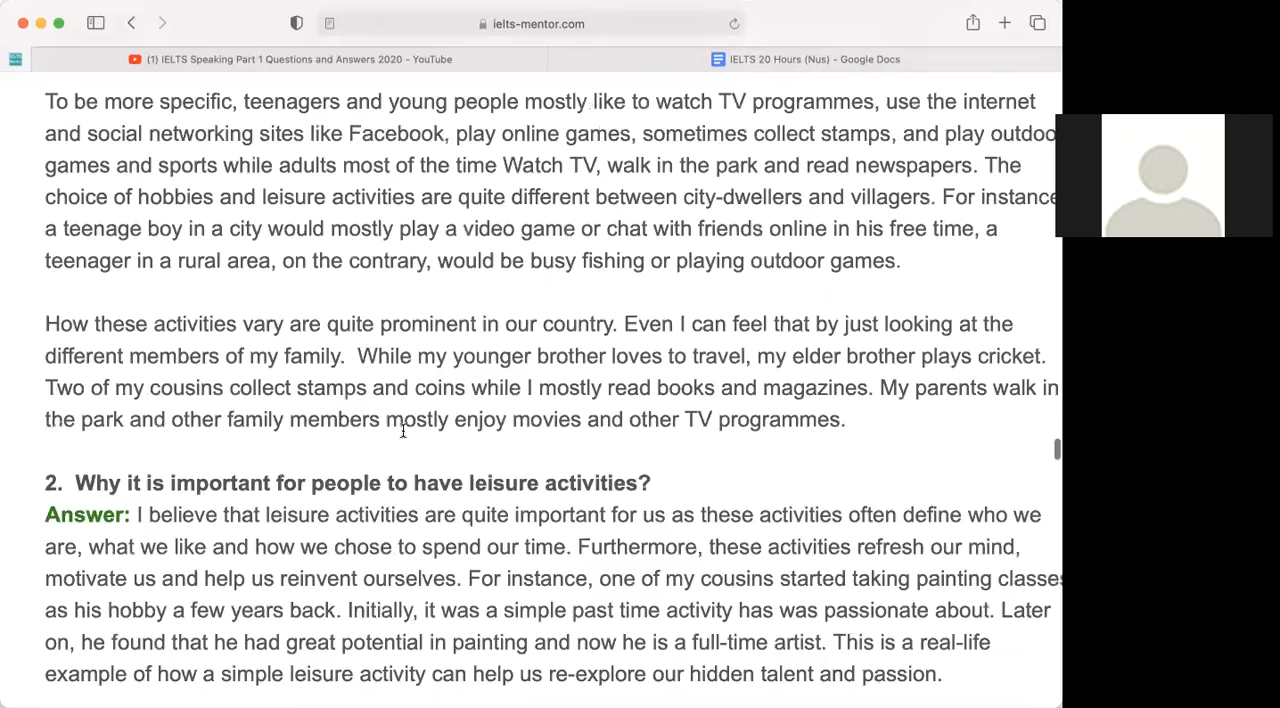 ielts-mentor.com
(1) IELTS Speaking Part 1 Questions and Answers 2020 - YouTube
IELTS 20 Hours (Nus) - Google Docs
To be more specific, teenagers and young people mostly like to watch TV programmes, use the internet
and social networking sites like Facebook, play online games, sometimes collect stamps, and play outdoo
games and sports while adults most of the time Watch TV, walk in the park and read newspapers. The
choice of hobbies and leisure activities are quite different between city-dwellers and villagers. For instance
a teenage boy in a city would mostly play a video game or chat with friends online in his free time, a
teenager in a rural area, on the contrary, would be busy fishing or playing outdoor games.
How these activities vary are quite prominent in our country. Even I can feel that by just looking at the
different members of my family.  While my younger brother loves to travel, my elder brother plays cricket.
Two of my cousins collect stamps and coins while I mostly read books and magazines. My parents walk in
the park and other family members mostly enjoy movies and other TV programmes.
2.  Why it is important for people to have leisure activities?
Answer: I believe that leisure activities are quite important for us as these activities often define who we
are, what we like and how we chose to spend our time. Furthermore, these activities refresh our mind,
motivate us and help us reinvent ourselves. For instance, one of my cousins started taking painting classes
as his hobby a few years back. Initially, it was a simple past time activity has was passionate about. Later
on, he found that he had great potential in painting and now he is a full-time artist. This is a real-life
example of how a simple leisure activity can help us re-explore our hidden talent and passion.